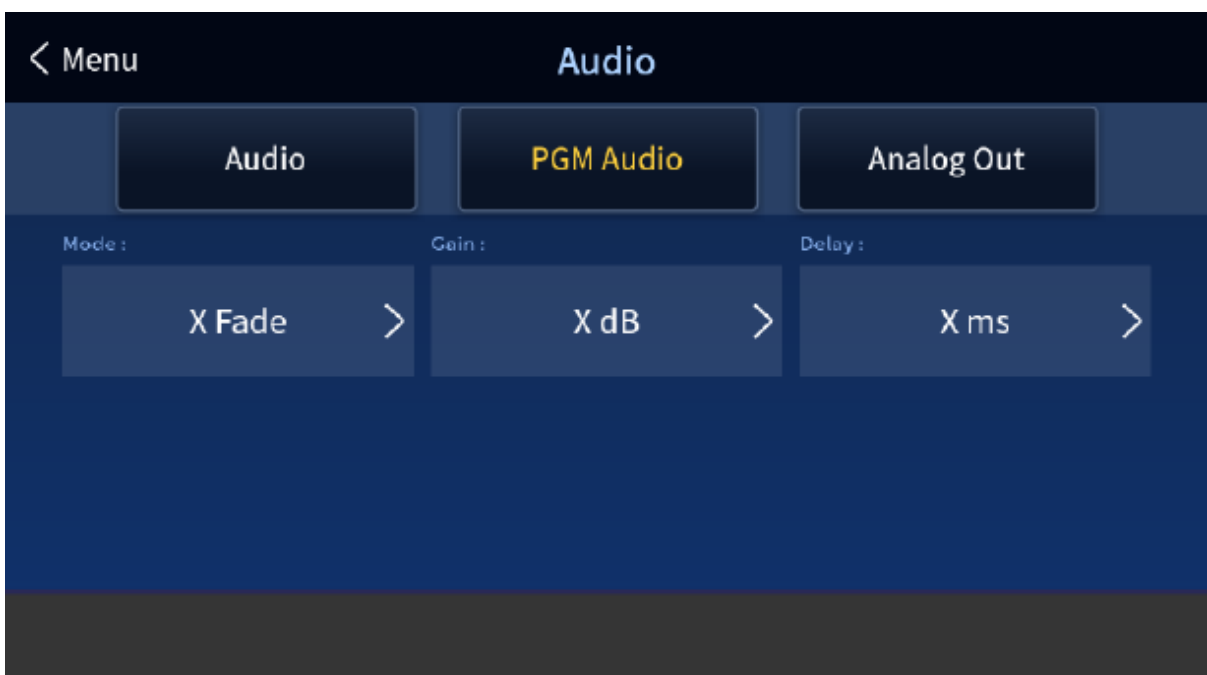 < Menu
Audio
Audio
PGM Audio
Analog Out
Mode :
Gain :
Delay :
X Fade >
X dB >
X ms >